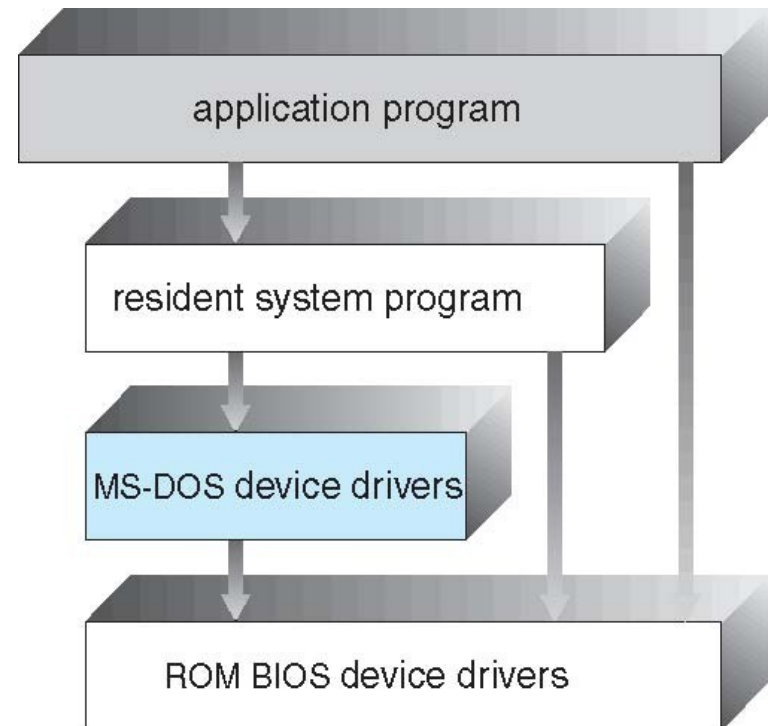 application program
resident system program
MS-DOS device drivers
ROM BIOS device drivers